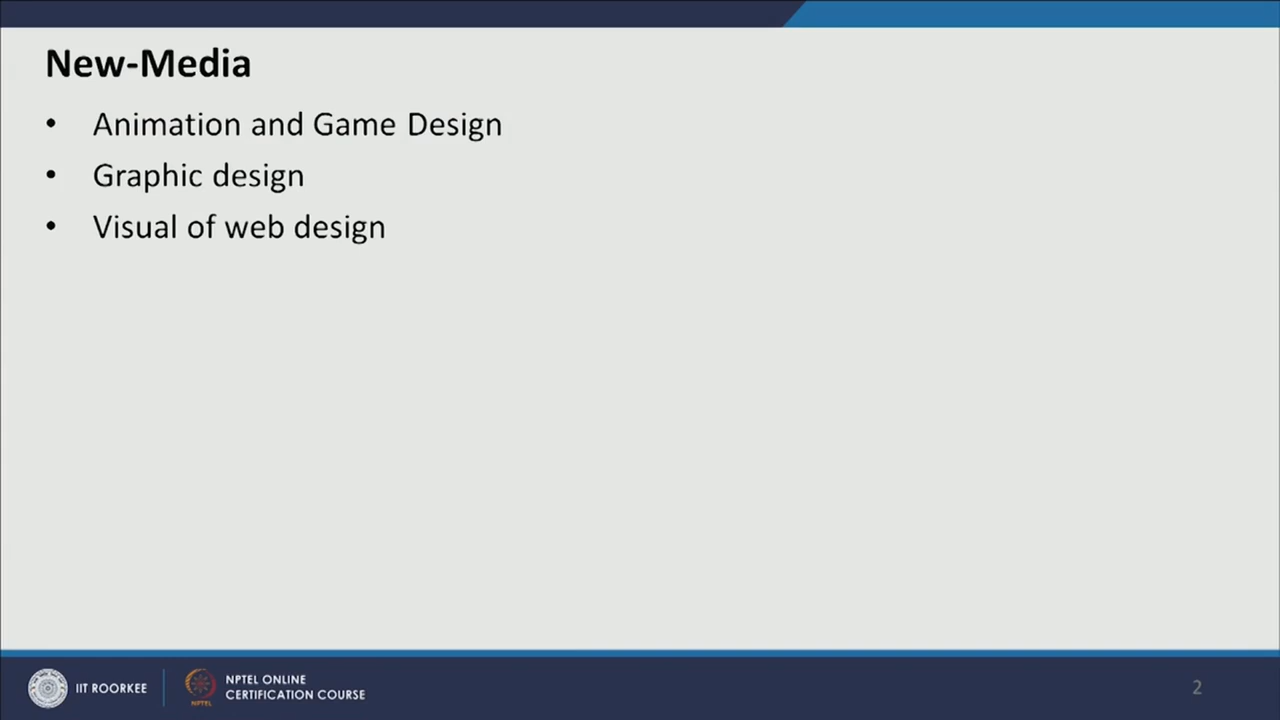 New-Media
• Animation and Game Design
• Graphic design
• Visual of web design
IIT ROORKEE
NPTEL
NPTEL ONLINE
CERTIFICATION COURSE
2